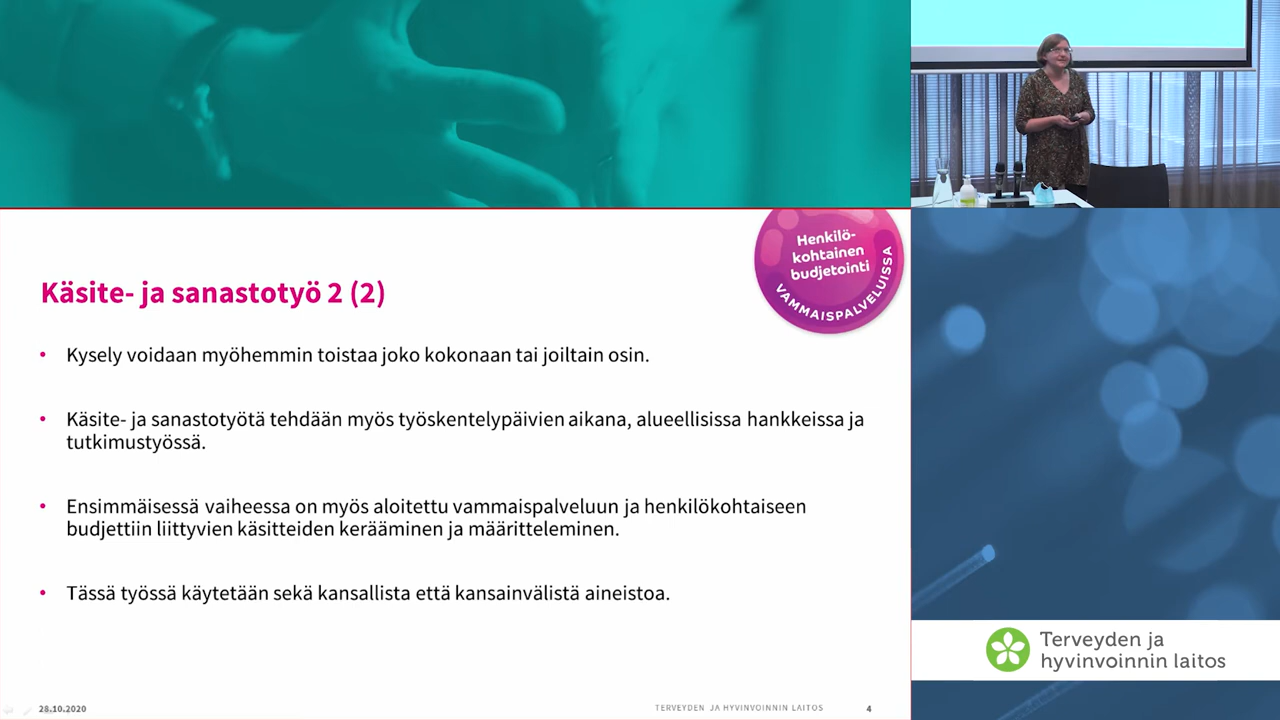 Henkilö-
kohtainen
budjetointi
VAMMAISPALVELUISSA
Käsite- ja sanastotyö 2 (2)
• Kysely voidaan myöhemmin toistaa joko kokonaan tai joiltain osin.
• Käsite- ja sanastotyötä tehdään myös työskentelypäivien aikana, alueellisissa hankkeissa ja
tutkimustyössä.
• Ensimmäisessä vaiheessa on myös aloitettu vammaispalveluun ja henkilökohtaiseen
budjettiin liittyvien käsitteiden kerääminen ja määritteleminen.
• Tässä työssä käytetään sekä kansallista että kansainvälistä aineistoa.
Terveyden ja
hyvinvoinnin laitos
28.10.2020
TERVEYDEN JA HYVINVOINNIN LAITOS
4